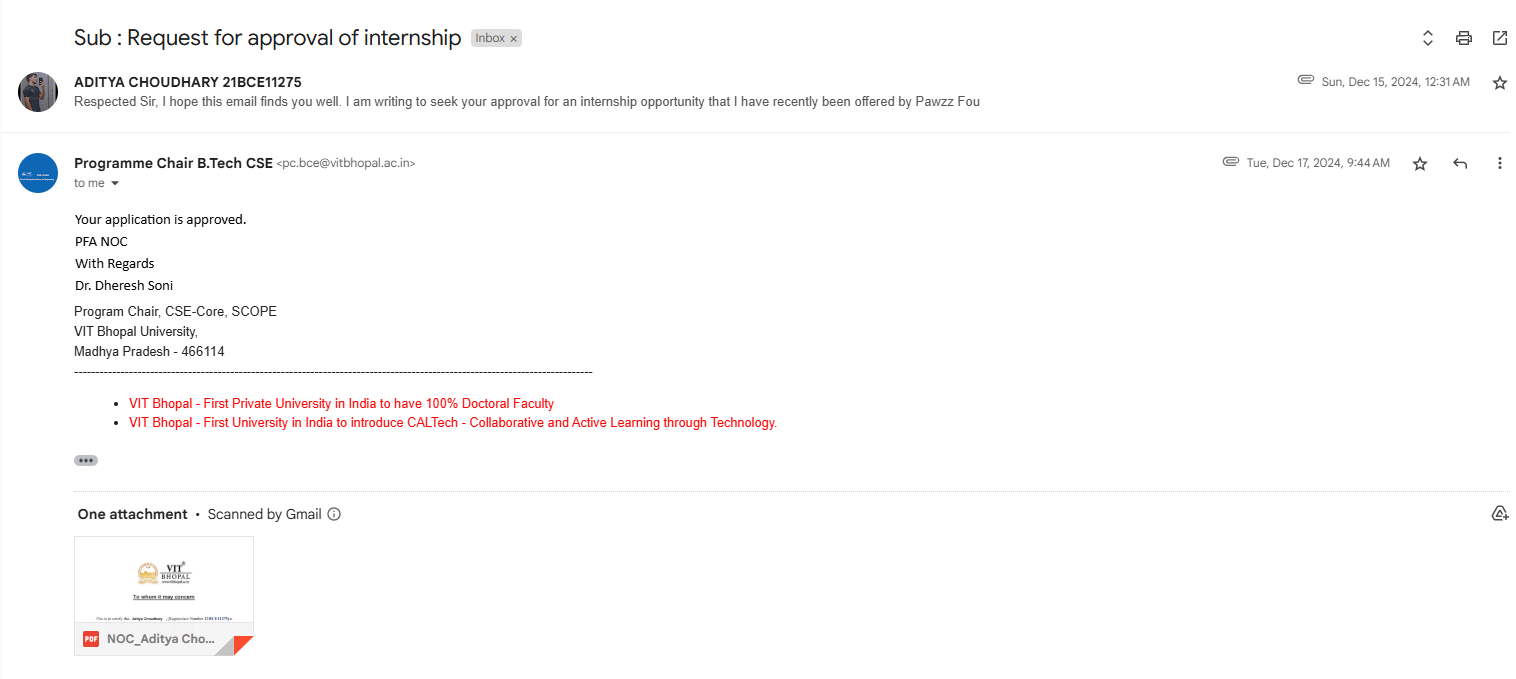 Sub : Request for approval of internship Inbox ×
ADITYA CHOUDHARY 21BCE11275 Sun, Dec 15, 2024, 12:31 AM
Respected Sir, I hope this email finds you well. I am writing to seek your approval for an internship opportunity that I have recently been offered by Pawzz Fou
Programme Chair B.Tech CSE <pc.bce@vitbhopal.ac.in> Tue, Dec 17, 2024, 9:44 AM
to me
Your application is approved.
PFA NOC
With Regards
Dr. Dheresh Soni
Program Chair, CSE-Core, SCOPE
VIT Bhopal University,
Madhya Pradesh - 466114
-----------------------------------------------------------------------------------------------------------------------------
• VIT Bhopal - First Private University in India to have 100% Doctoral Faculty
• VIT Bhopal - First University in India to introduce CALTech - Collaborative and Active Learning through Technology.
One attachment • Scanned by Gmail
VIT®
BHOPAL
To whom it may concern
This is to certify that Aditya Choudhary , (Registration Number 21BCE11275) is
PDF NOC_Aditya Cho...